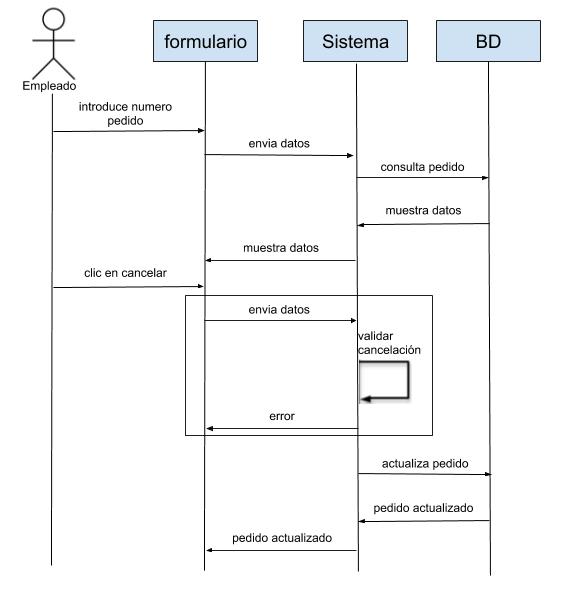 formulario
Sistema
BD
Empleado
introduce numero
pedido
envia datos
consulta pedido
muestra datos
muestra datos
clic en cancelar
envia datos
validar
cancelación
error
actualiza pedido
pedido actualizado
pedido actualizado